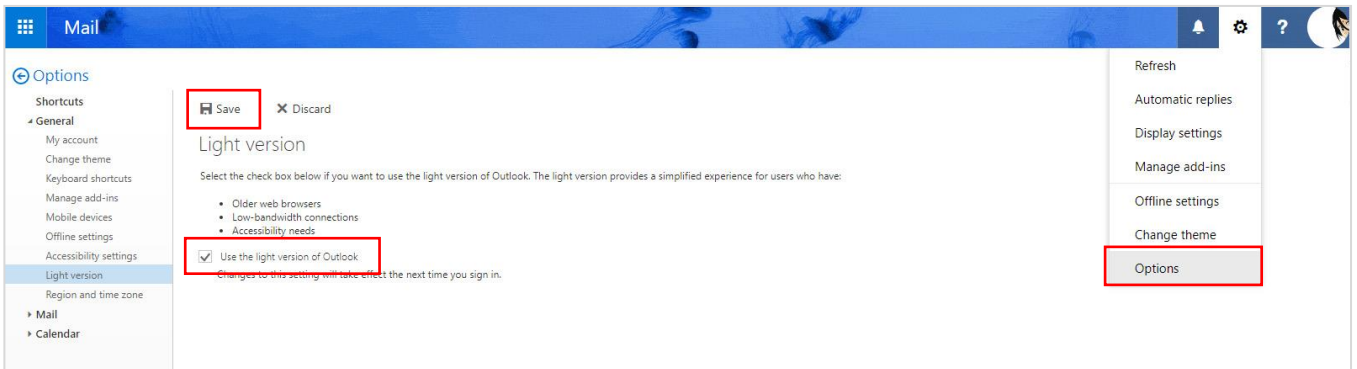 Mail
?
Options
Shortcuts
General
My account
Change theme
Keyboard shortcuts
Manage add-ins
Mobile devices
Offline settings
Accessibility settings
Light version
Region and time zone
Mail
Calendar
Save
Discard
Light version
Select the check box below if you want to use the light version of Outlook. The light version provides a simplified experience for users who have:
• Older web browsers
• Low-bandwidth connections
• Accessibility needs
Use the light version of Outlook
Changes to this setting will take effect the next time you sign in.
Refresh
Automatic replies
Display settings
Manage add-ins
Offline settings
Change theme
Options